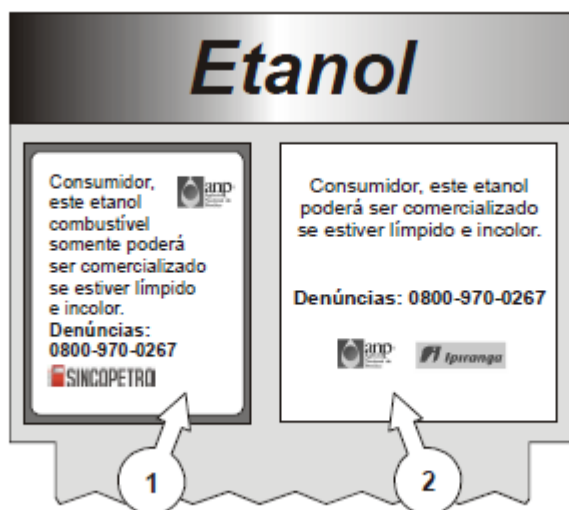 Etanol
Consumidor,
este etanol
combustível
somente poderá
ser comercializado
se estiver límpido
e incolor.
Denúncias:
0800-970-0267
anp
SINCOPETRO
1
Consumidor, este etanol
poderá ser comercializado
se estiver límpido e incolor.
Denúncias: 0800-970-0267
anp
Ipiranga
2